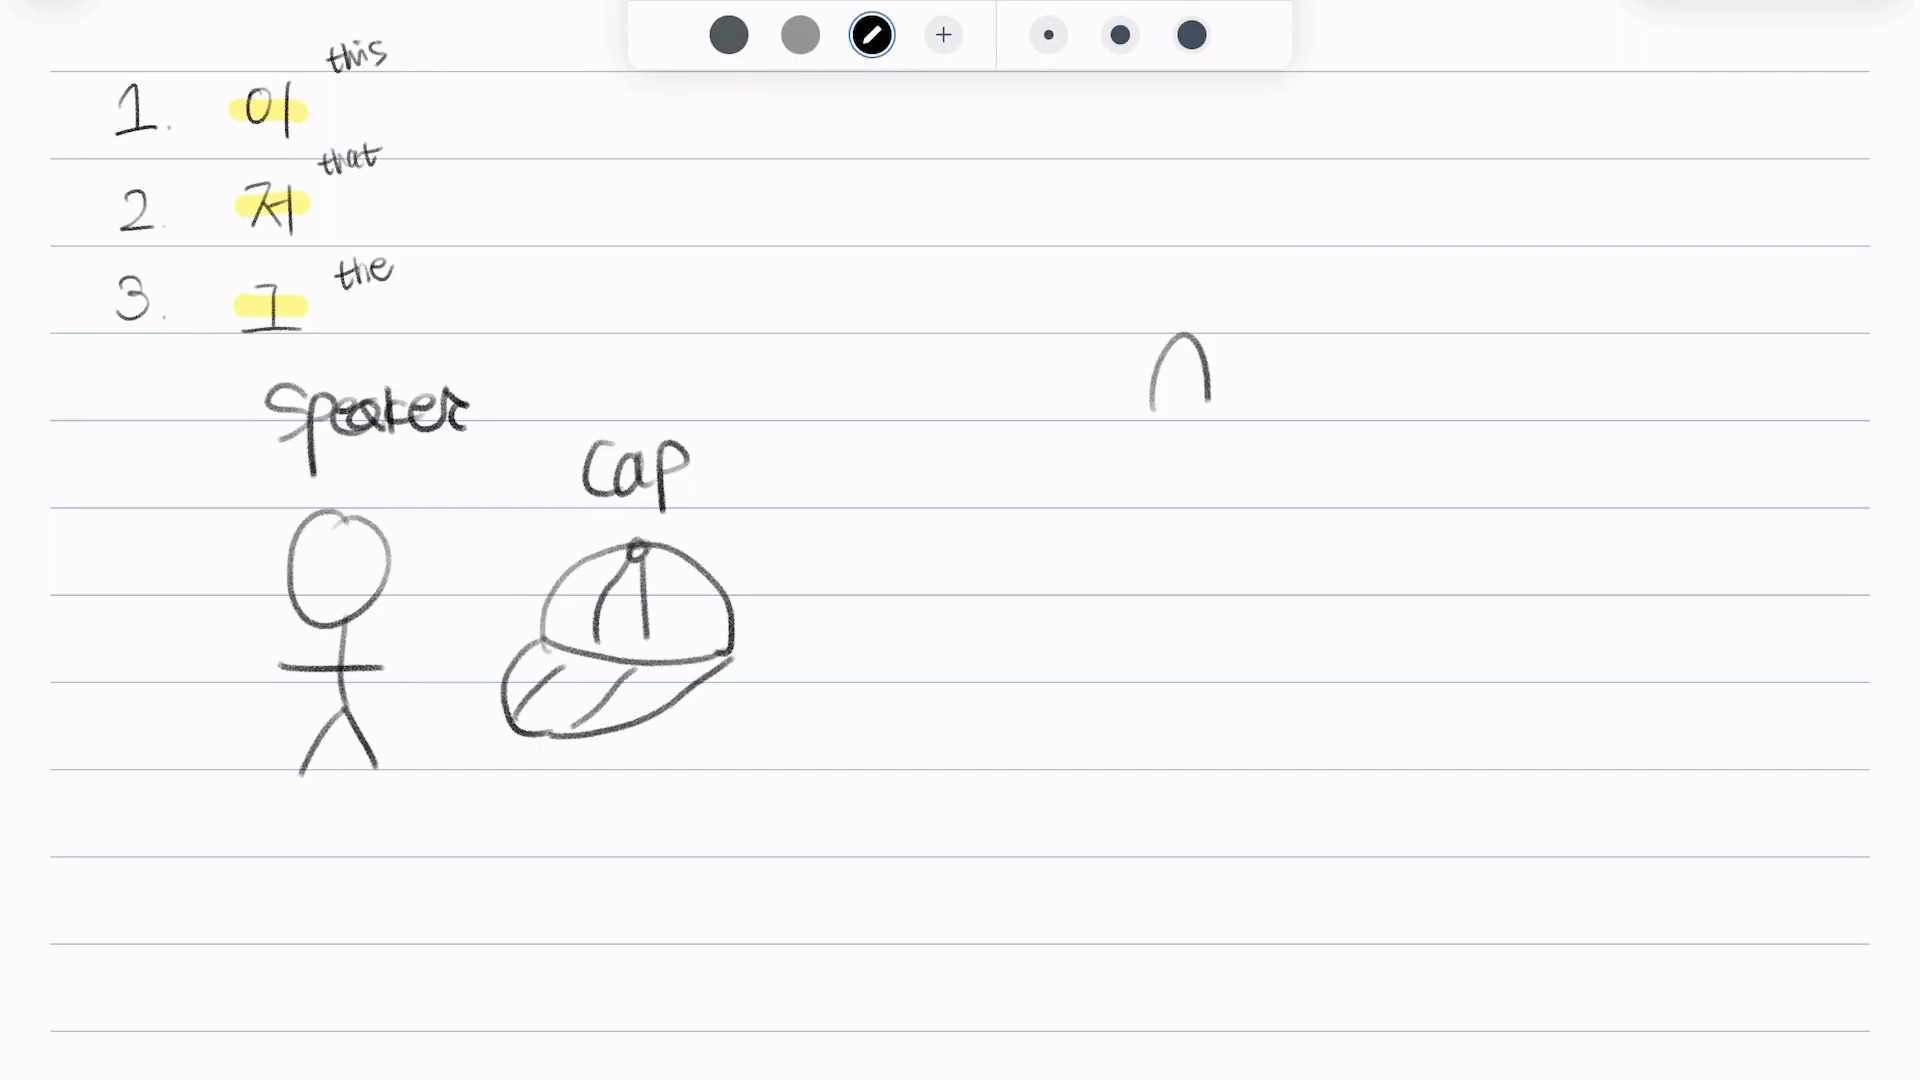 this
1. 이
that
2. 저
the
3. 그
Speaker
Cap